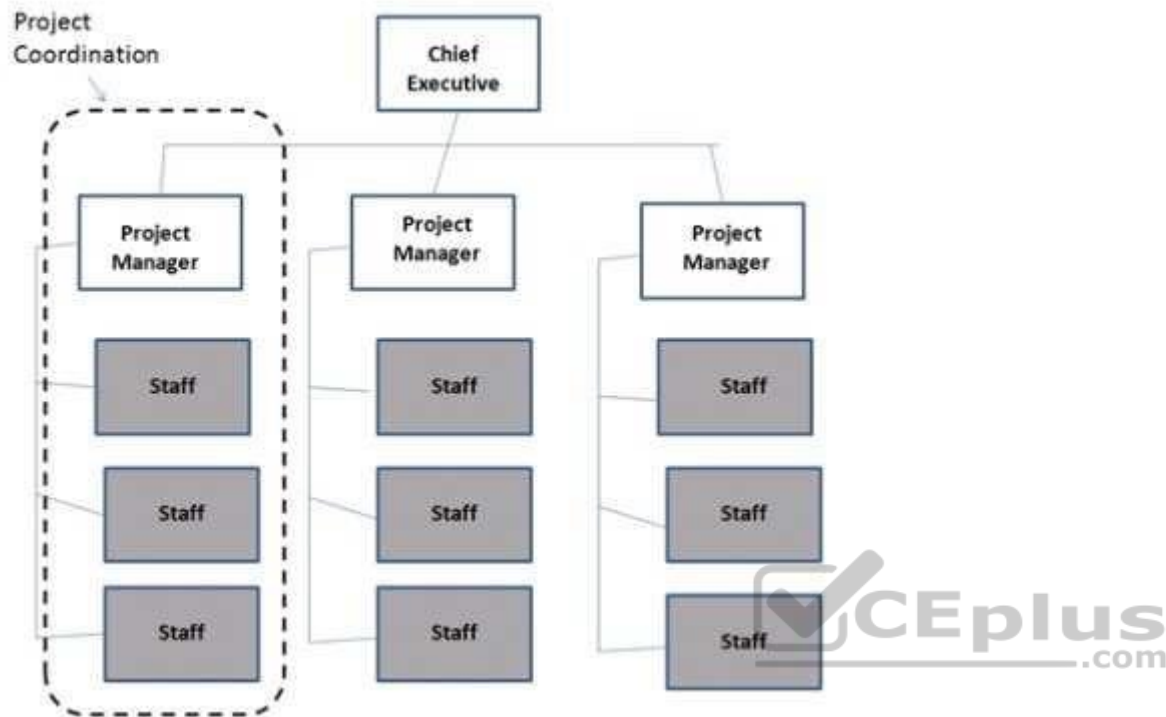 Project
Coordination
Chief
Executive
Project
Manager
Project
Manager
Project
Manager
Staff
Staff
Staff
Staff
Staff
Staff
Staff
Staff
Staff
CEplus
.com